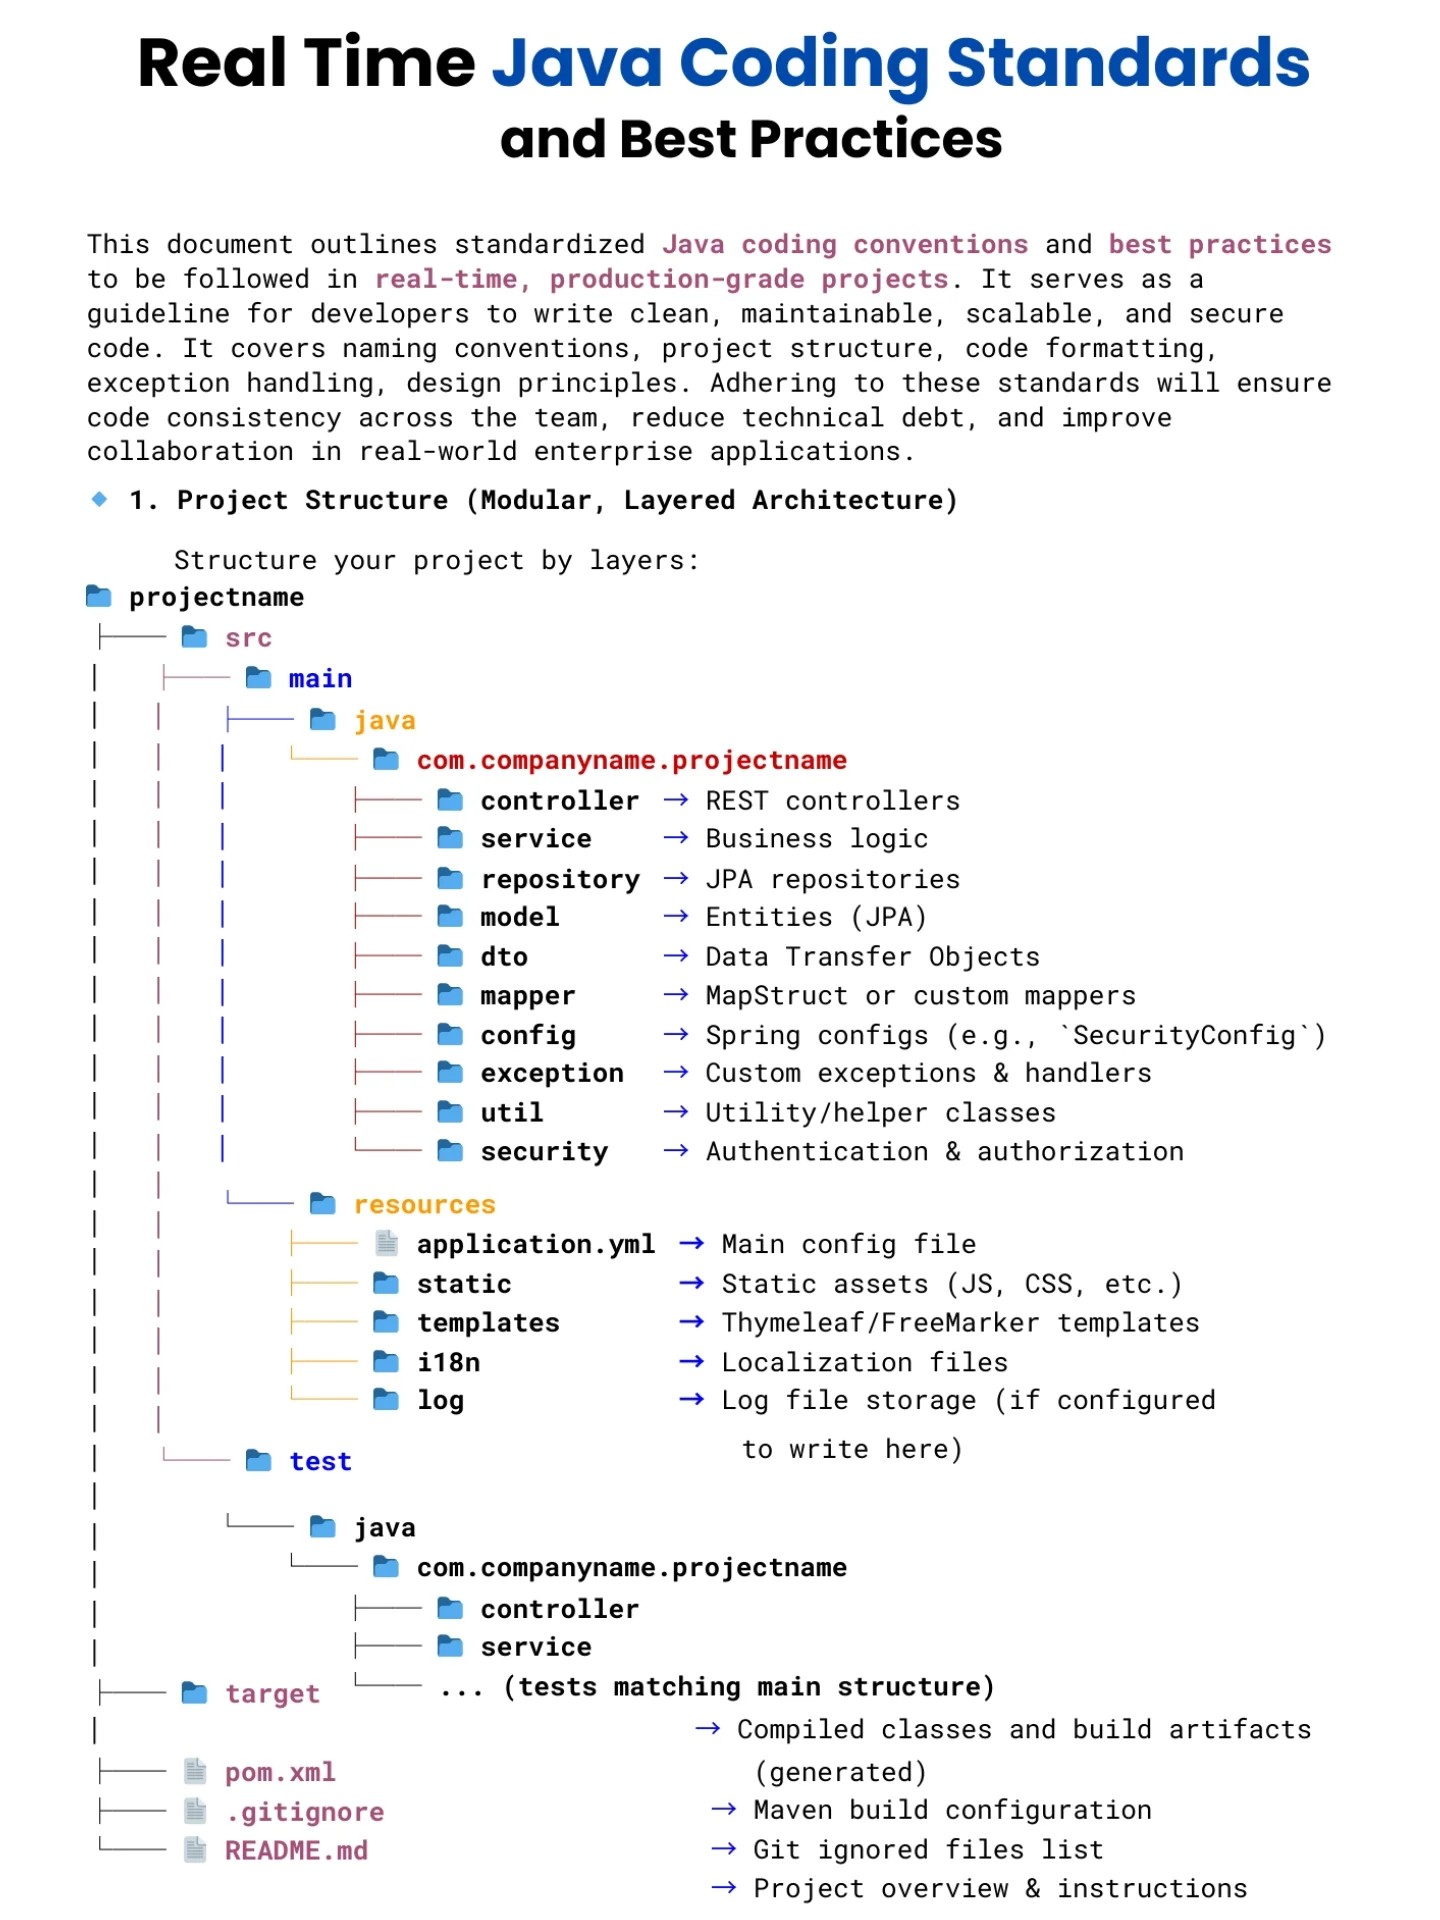 Real Time Java Coding Standards
and Best Practices
This document outlines standardized Java coding conventions and best practices
to be followed in real-time, production-grade projects. It serves as a
guideline for developers to write clean, maintainable, scalable, and secure
code. It covers naming conventions, project structure, code formatting,
exception handling, design principles. Adhering to these standards will ensure
code consistency across the team, reduce technical debt, and improve
collaboration in real-world enterprise applications.
1. Project Structure (Modular, Layered Architecture)
Structure your project by layers:
projectname
src
main
java
com.companyname.projectname
controller → REST controllers
service → Business logic
repository → JPA repositories
model → Entities (JPA)
dto → Data Transfer Objects
mapper → MapStruct or custom mappers
config → Spring configs (e.g., `SecurityConfig`)
exception → Custom exceptions & handlers
util → Utility/helper classes
security → Authentication & authorization
resources
application.yml → Main config file
static → Static assets (JS, CSS, etc.)
templates → Thymeleaf/FreeMarker templates
i18n → Localization files
log → Log file storage (if configured
to write here)
test
java
com.companyname.projectname
controller
service
... (tests matching main structure)
target
→ Compiled classes and build artifacts
(generated)
pom.xml
→ Maven build configuration
.gitignore
→ Git ignored files list
README.md
→ Project overview & instructions